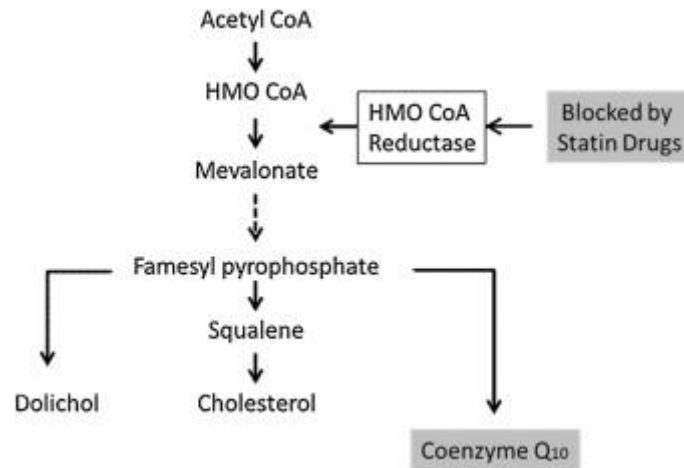 Acetyl CoA
HMO CoA
HMO CoA
Reductase
Blocked by
Statin Drugs
Mevalonate
Famesyl pyrophosphate
Squalene
Dolichol
Cholesterol
Coenzyme Q₁₀